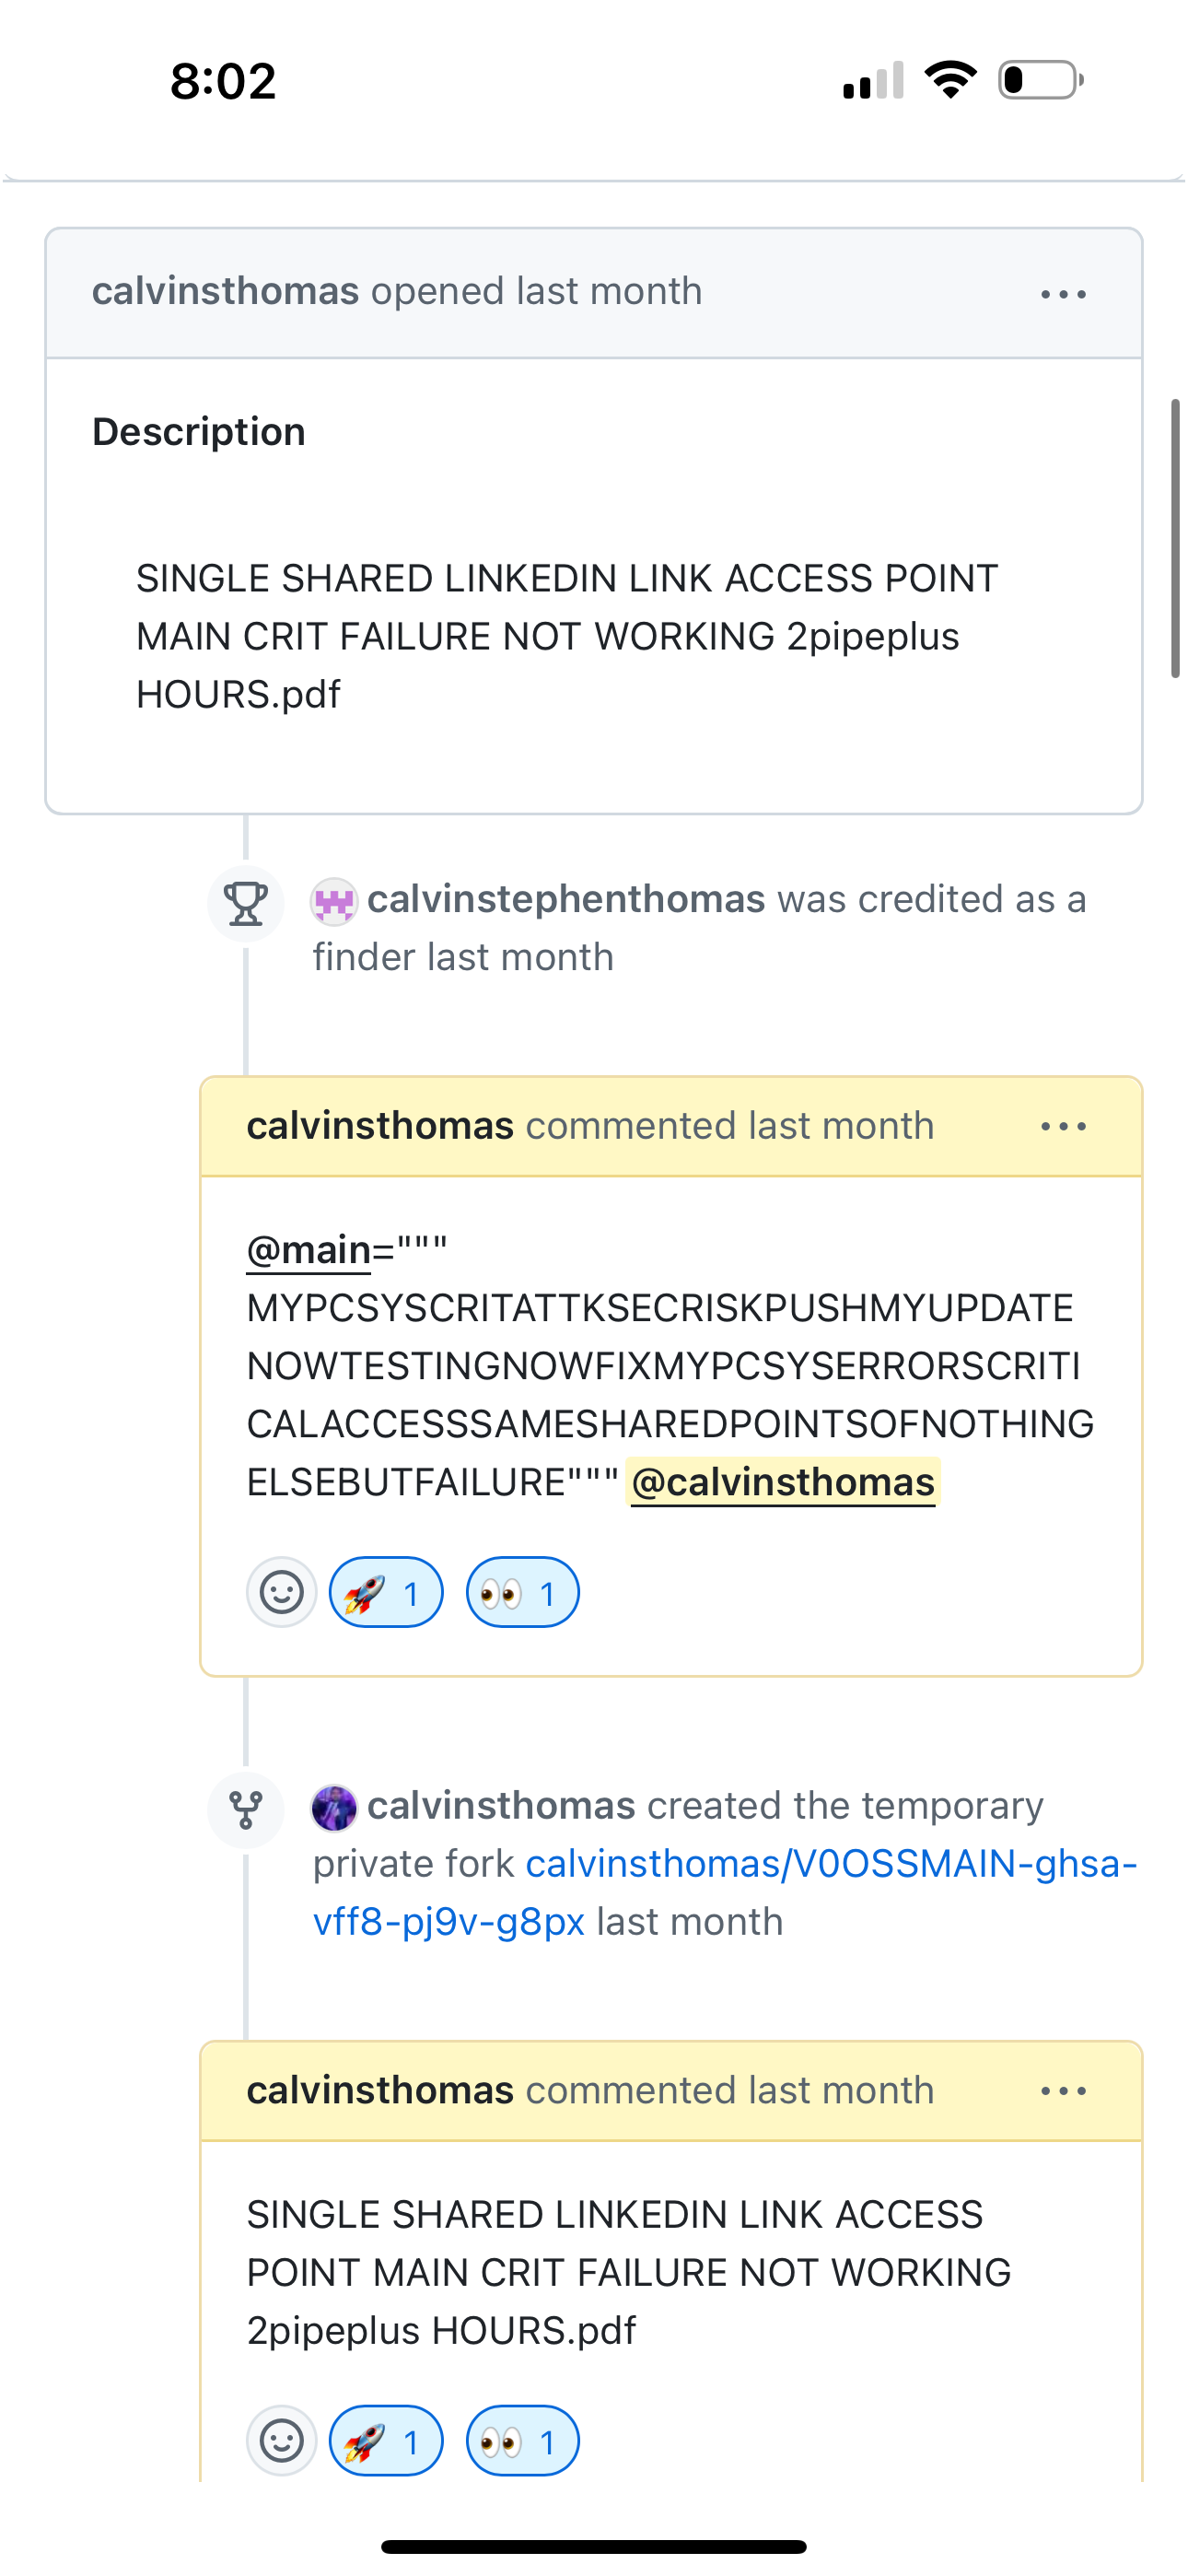 8:02
calvinsthomas opened last month
Description
SINGLE SHARED LINKEDIN LINK ACCESS POINT
MAIN CRIT FAILURE NOT WORKING 2pipeplus
HOURS.pdf
calvinstephenthomas was credited as a
finder last month
calvinsthomas commented last month
@main="""
MYPCSYSCRITATTKSECRISKPUSHMYUPDATE
NOWTESTINGNOWFIXMYPCSYSERRORSCRITI
CALACCESSSAMESHAREDPOINTSOFNOTHING
ELSEBUTFAILURE""" @calvinsthomas
1 1
calvinsthomas created the temporary
private fork calvinsthomas/V0OSSMAIN-ghsa-
vff8-pj9v-g8px last month
calvinsthomas commented last month
SINGLE SHARED LINKEDIN LINK ACCESS
POINT MAIN CRIT FAILURE NOT WORKING
2pipeplus HOURS.pdf
1 1